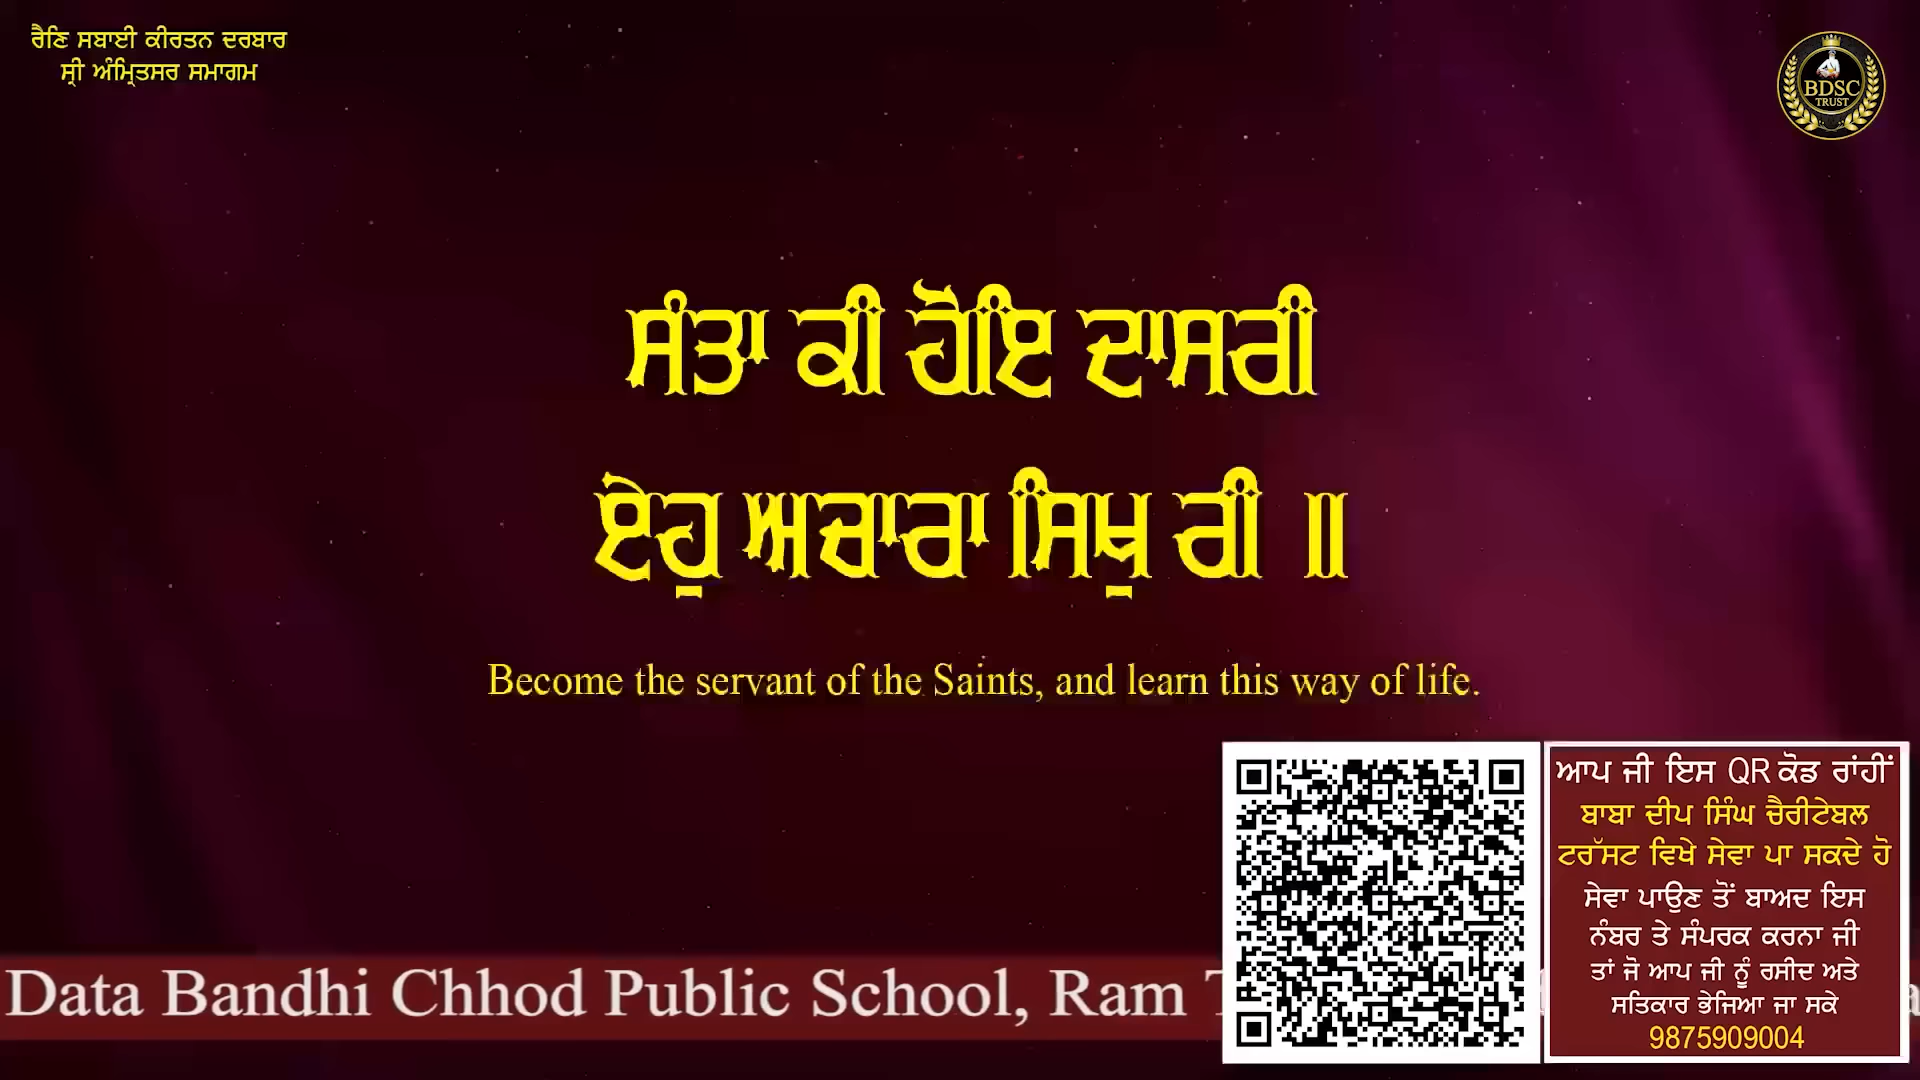 ਰੈਣਿ ਸਬਾਈ ਕੀਰਤਨ ਦਰਬਾਰ
ਸ੍ਰੀ ਅੰਮ੍ਰਿਤਸਰ ਸਮਾਗਮ
BDSC
TRUST
ਸੰਤਾ ਕੀ ਹੋਇ ਦਾਸਰੀ
ਏਹੁ ਅਚਾਰਾ ਸਿਖੁ ਰੀ ॥
Become the servant of the Saints, and learn this way of life.
ਆਪ ਜੀ ਇਸ QR ਕੋਡ ਰਾਂਹੀਂ
ਬਾਬਾ ਦੀਪ ਸਿੰਘ ਚੈਰੀਟੇਬਲ
ਟਰੱਸਟ ਵਿਖੇ ਸੇਵਾ ਪਾ ਸਕਦੇ ਹੋ
ਸੇਵਾ ਪਾਉਣ ਤੋਂ ਬਾਅਦ ਇਸ
ਨੰਬਰ ਤੇ ਸੰਪਰਕ ਕਰਨਾ ਜੀ
ਤਾਂ ਜੋ ਆਪ ਜੀ ਨੂੰ ਰਸੀਦ ਅਤੇ
ਸਤਿਕਾਰ ਭੇਜਿਆ ਜਾ ਸਕੇ
9875909004
Data Bandhi Chhod Public School, Ram